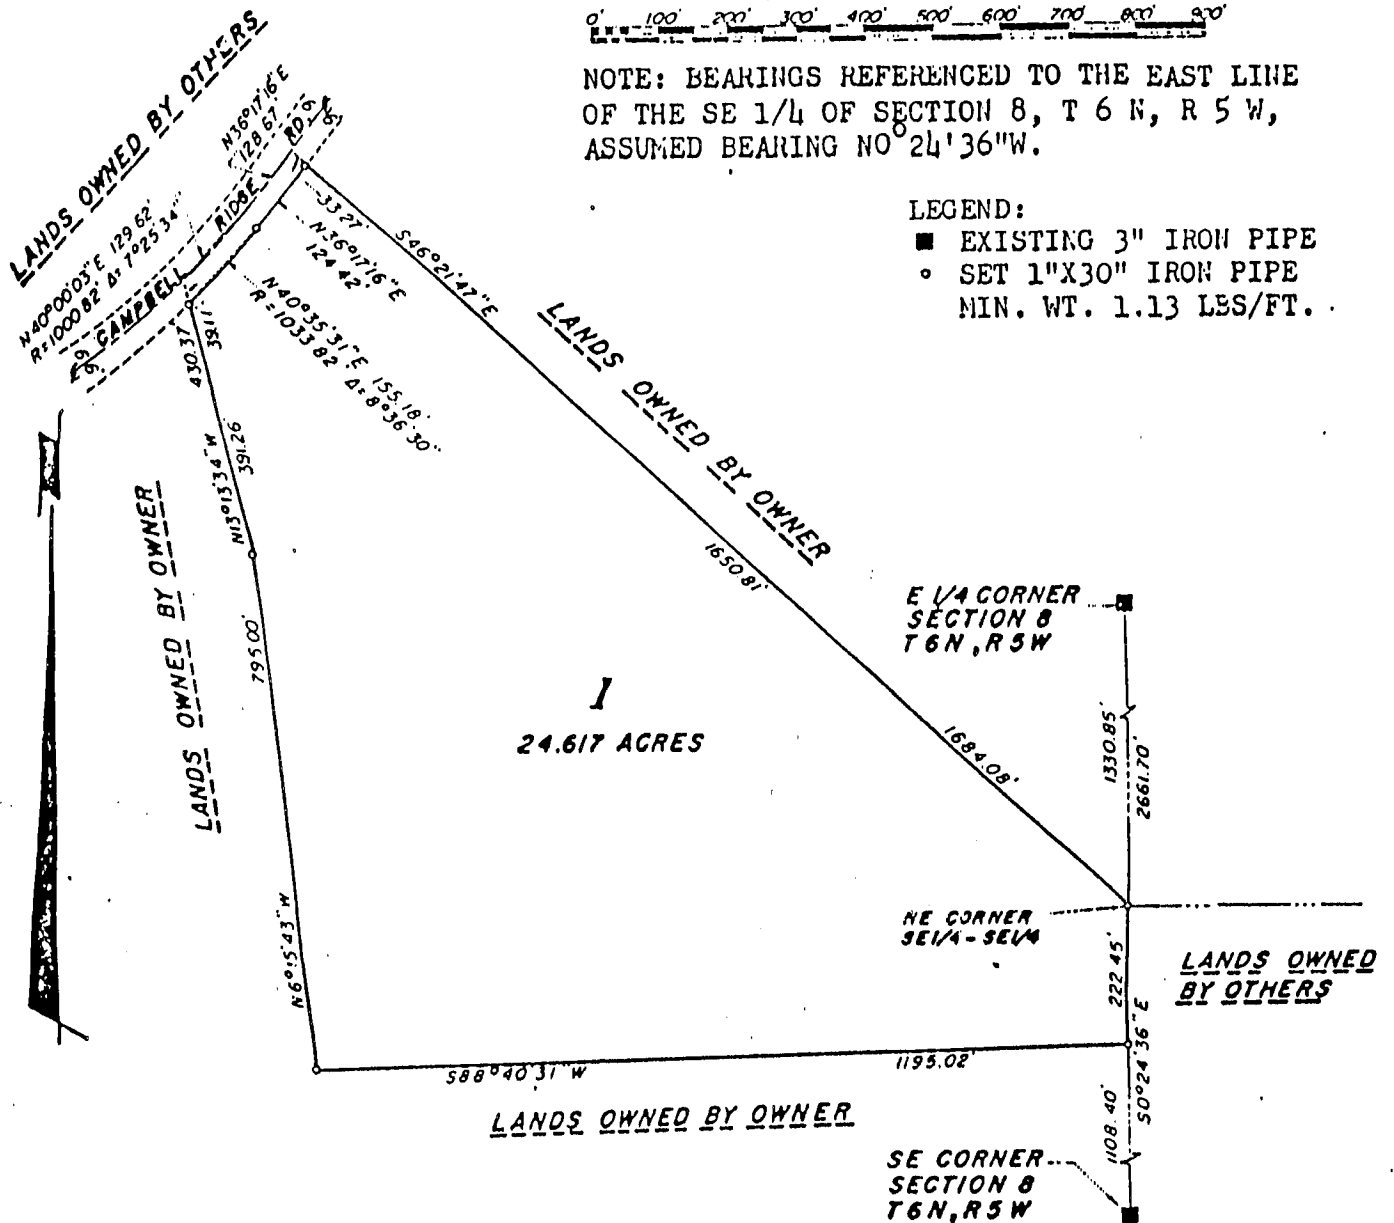 0' 100' 200' 300' 400' 500' 600' 700' 800' 900'
NOTE: BEARINGS REFERENCED TO THE EAST LINE
OF THE SE 1/4 OF SECTION 8, T 6 N, R 5 W,
ASSUMED BEARING N0°24'36"W.
LEGEND:
■ EXISTING 3" IRON PIPE
○ SET 1"X30" IRON PIPE
MIN. WT. 1.13 LBS/FT.
LANDS OWNED BY OTHERS
N36°17'16"E
128.67'
N40°00'03"E 129.62'
R=1000.82' Δ=7°25'34"
CAMPBELL RIDGE RD
66'
66'
33.27'
N36°17'16"E
124.42'
N40°35'31"E 155.18'
R=1033.82' Δ=8°36'30"
S46°21'47"E
LANDS OWNED BY OWNER
1650.81'
1684.08'
430.37'
39.11'
N13°13'34"W
391.26'
LANDS OWNED BY OWNER
795.00'
N6°15'43"W
1
24.617 ACRES
E 1/4 CORNER
SECTION 8
T6N, R5W
1330.85'
2661.70'
NE CORNER
SE1/4-SE1/4
222.45'
LANDS OWNED
BY OTHERS
S0°24'36"E
1108.40'
S88°40'31"W
1195.02'
LANDS OWNED BY OWNER
SE CORNER
SECTION 8
T6N, R5W